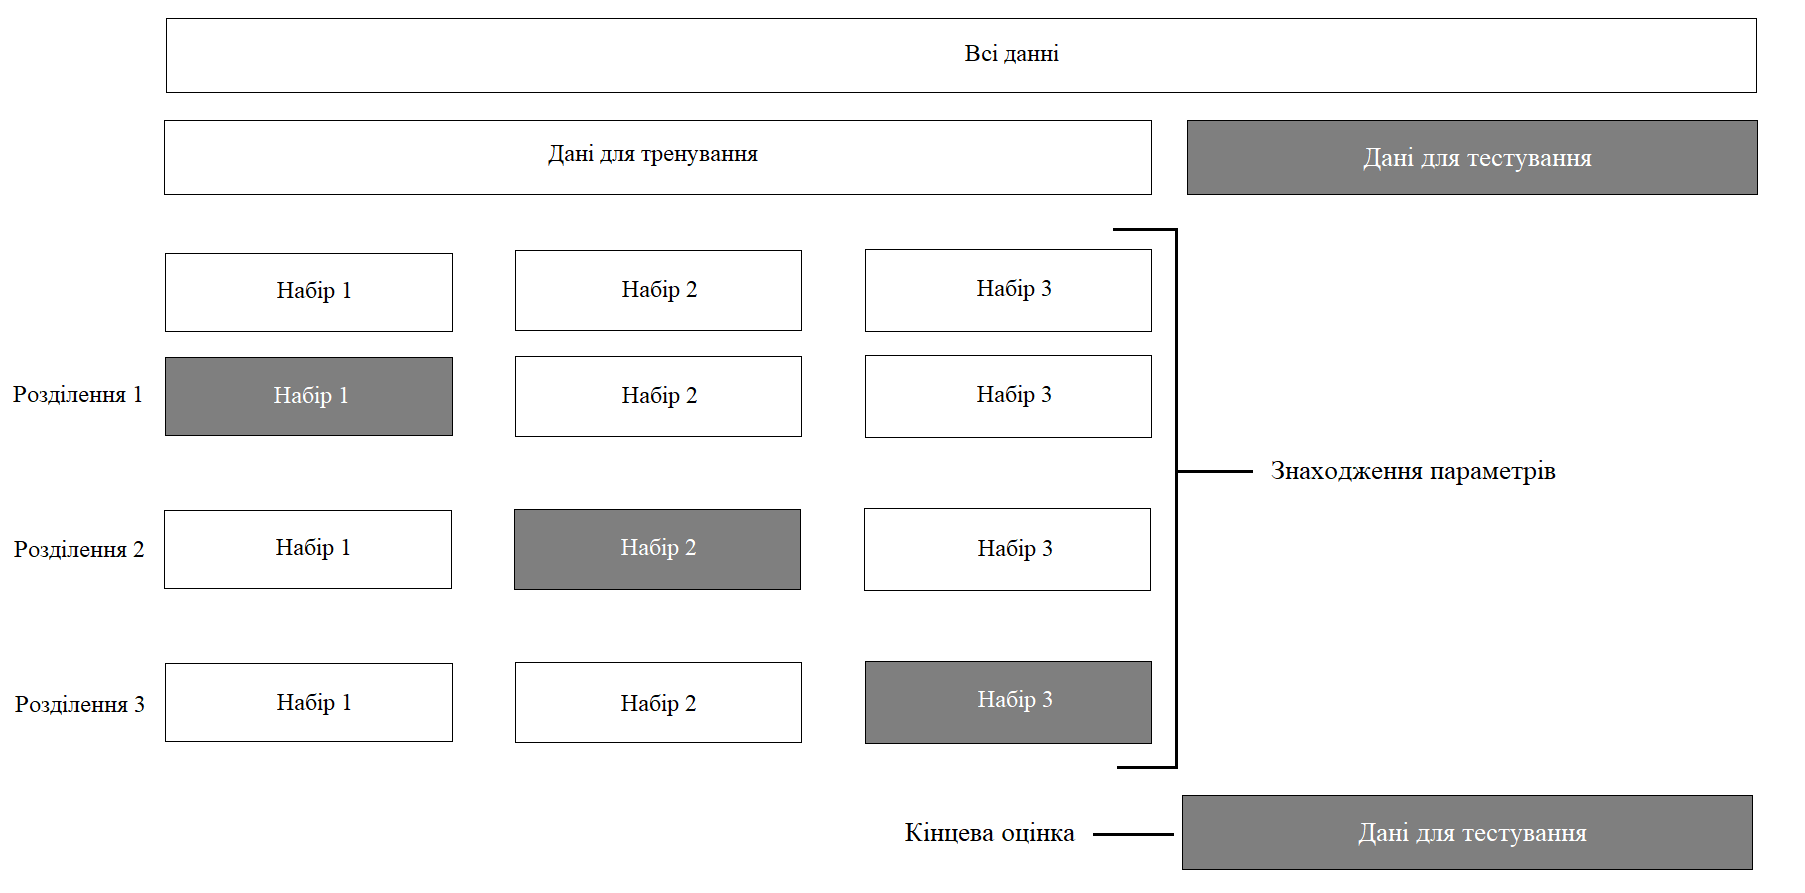 Всі данні
Дані для тренування
Дані для тестування
Набір 1
Набір 2
Набір 3
Розділення 1
Набір 1
Набір 2
Набір 3
Знаходження параметрів
Розділення 2
Набір 1
Набір 2
Набір 3
Розділення 3
Набір 1
Набір 2
Набір 3
Кінцева оцінка
Дані для тестування